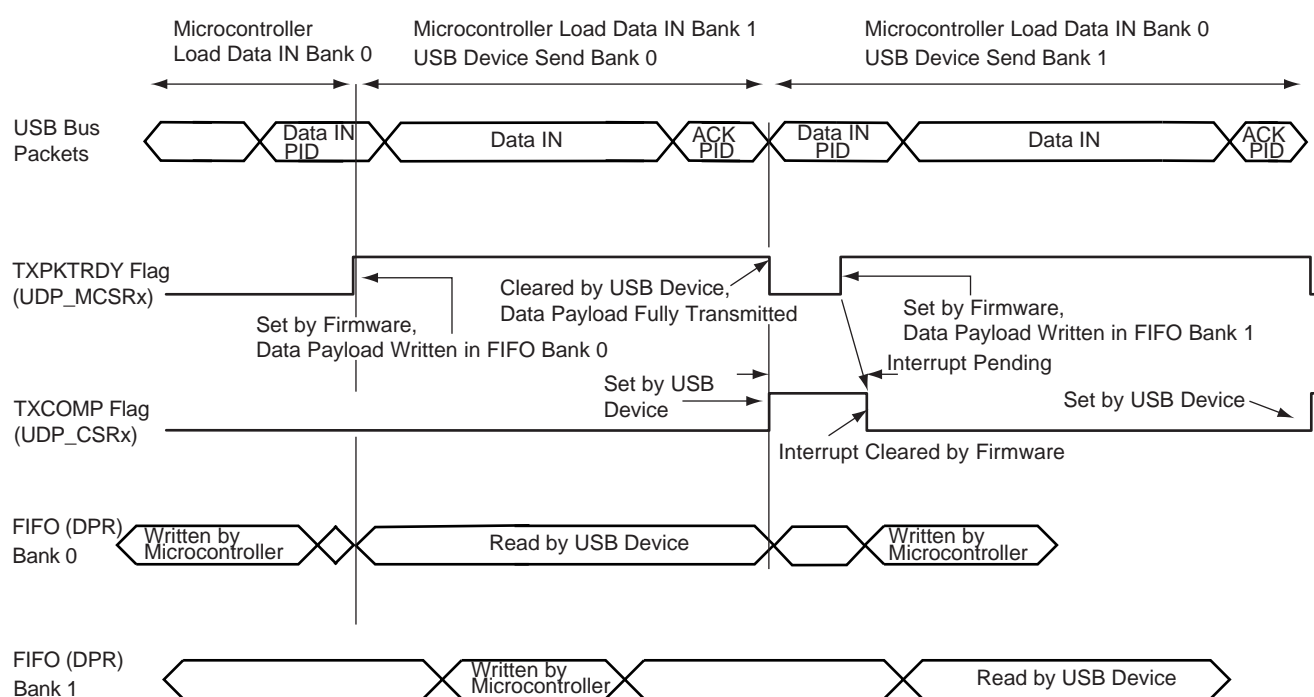 Microcontroller
Load Data IN Bank 0
Microcontroller Load Data IN Bank 1
USB Device Send Bank 0
Microcontroller Load Data IN Bank 0
USB Device Send Bank 1
USB Bus
Packets
Data IN
PID
Data IN
ACK
PID
Data IN
PID
Data IN
ACK
PID
TXPKTRDY Flag
(UDP_MCSRx)
Set by Firmware,
Data Payload Written in FIFO Bank 0
Cleared by USB Device,
Data Payload Fully Transmitted
Set by Firmware,
Data Payload Written in FIFO Bank 1
Interrupt Pending
Set by USB
Device
TXCOMP Flag
(UDP_CSRx)
Set by USB Device
Interrupt Cleared by Firmware
FIFO (DPR)
Bank 0
Written by
Microcontroller
Read by USB Device
Written by
Microcontroller
FIFO (DPR)
Bank 1
Written by
Microcontroller
Read by USB Device